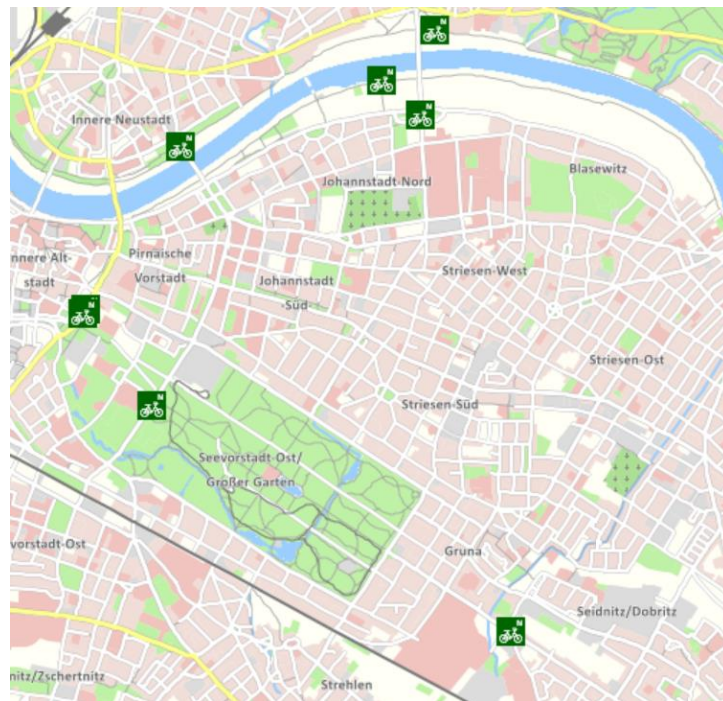 N
N
N
Innere Neustadt
N
Blasewitz
Johannstadt-Nord
nnere Alt-
stadt
Pirnaische
Vorstadt
Johannstadt
-Süd-
Striesen-West
N
Striesen-Ost
N
Striesen-Süd
Seevorstadt-Ost/
Großer Garten
vorstadt-Ost
Gruna
Seidnitz/Dobritz
N
nitz/Zschertnitz
Strehlen